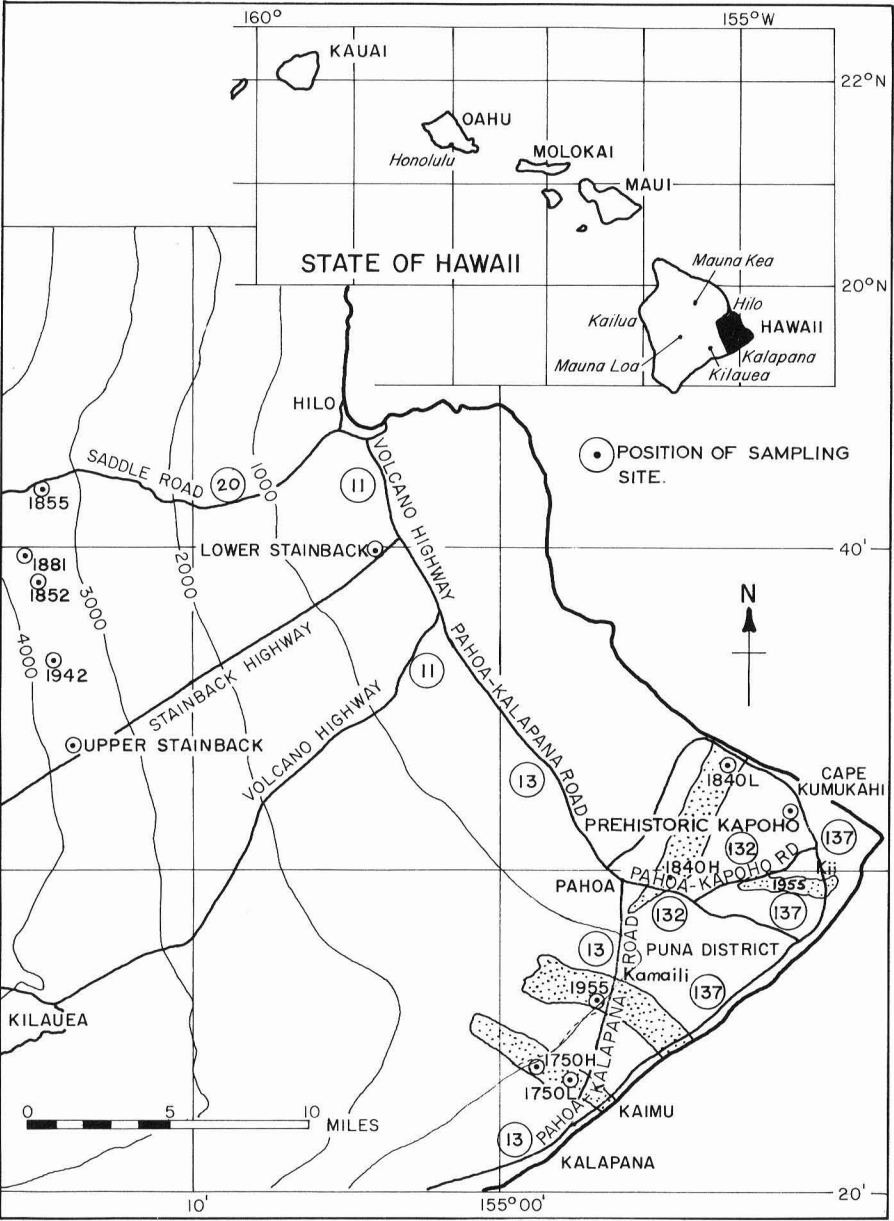 160°
155°W
KAUAI
22°N
OAHU
Honolulu
MOLOKAI
MAUI
STATE OF HAWAII
Mauna Kea
20°N
Hilo
Kailua
HAWAII
Mauna Loa
Kalapana
Kilauea
HILO
POSITION OF SAMPLING
SITE.
SADDLE ROAD
20
1000
11
VOLCANO HIGHWAY
1855
LOWER STAINBACK
40'
1881
1852
2000
3000
4000
N
STAINBACK HIGHWAY
PAHOA-KALAPANA ROAD
1942
11
UPPER STAINBACK
VOLCANO HIGHWAY
13
1840L
CAPE
KUMUKAHI
PREHISTORIC KAPOHO
137
132
1840H
PAHOA-KAPOHO RD
Kii
PAHOA
1955
132
137
13
PUNA DISTRICT
Kamaili
1955
137
PAHOA-KALAPANA ROAD
KILAUEA
1750H
1750L
0 5 10
MILES
KAIMU
13
KALAPANA
10'
155°00'
20'